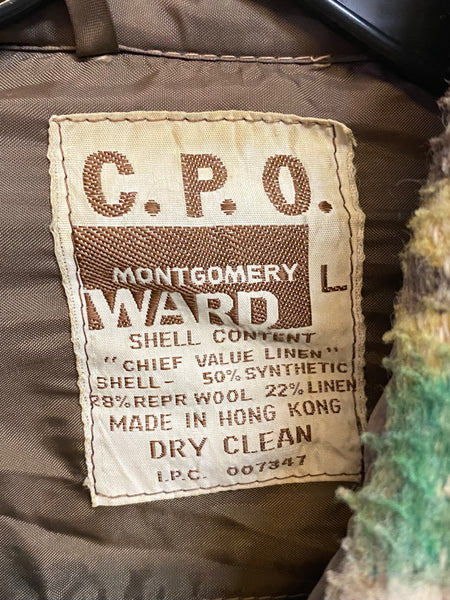 C.P.O.
MONTGOMERY
WARD L
SHELL CONTENT
"CHIEF VALUE LINEN"
SHELL- 50% SYNTHETIC
28% REPR WOOL 22% LINEN
MADE IN HONG KONG
DRY CLEAN
I.P.C. 007347